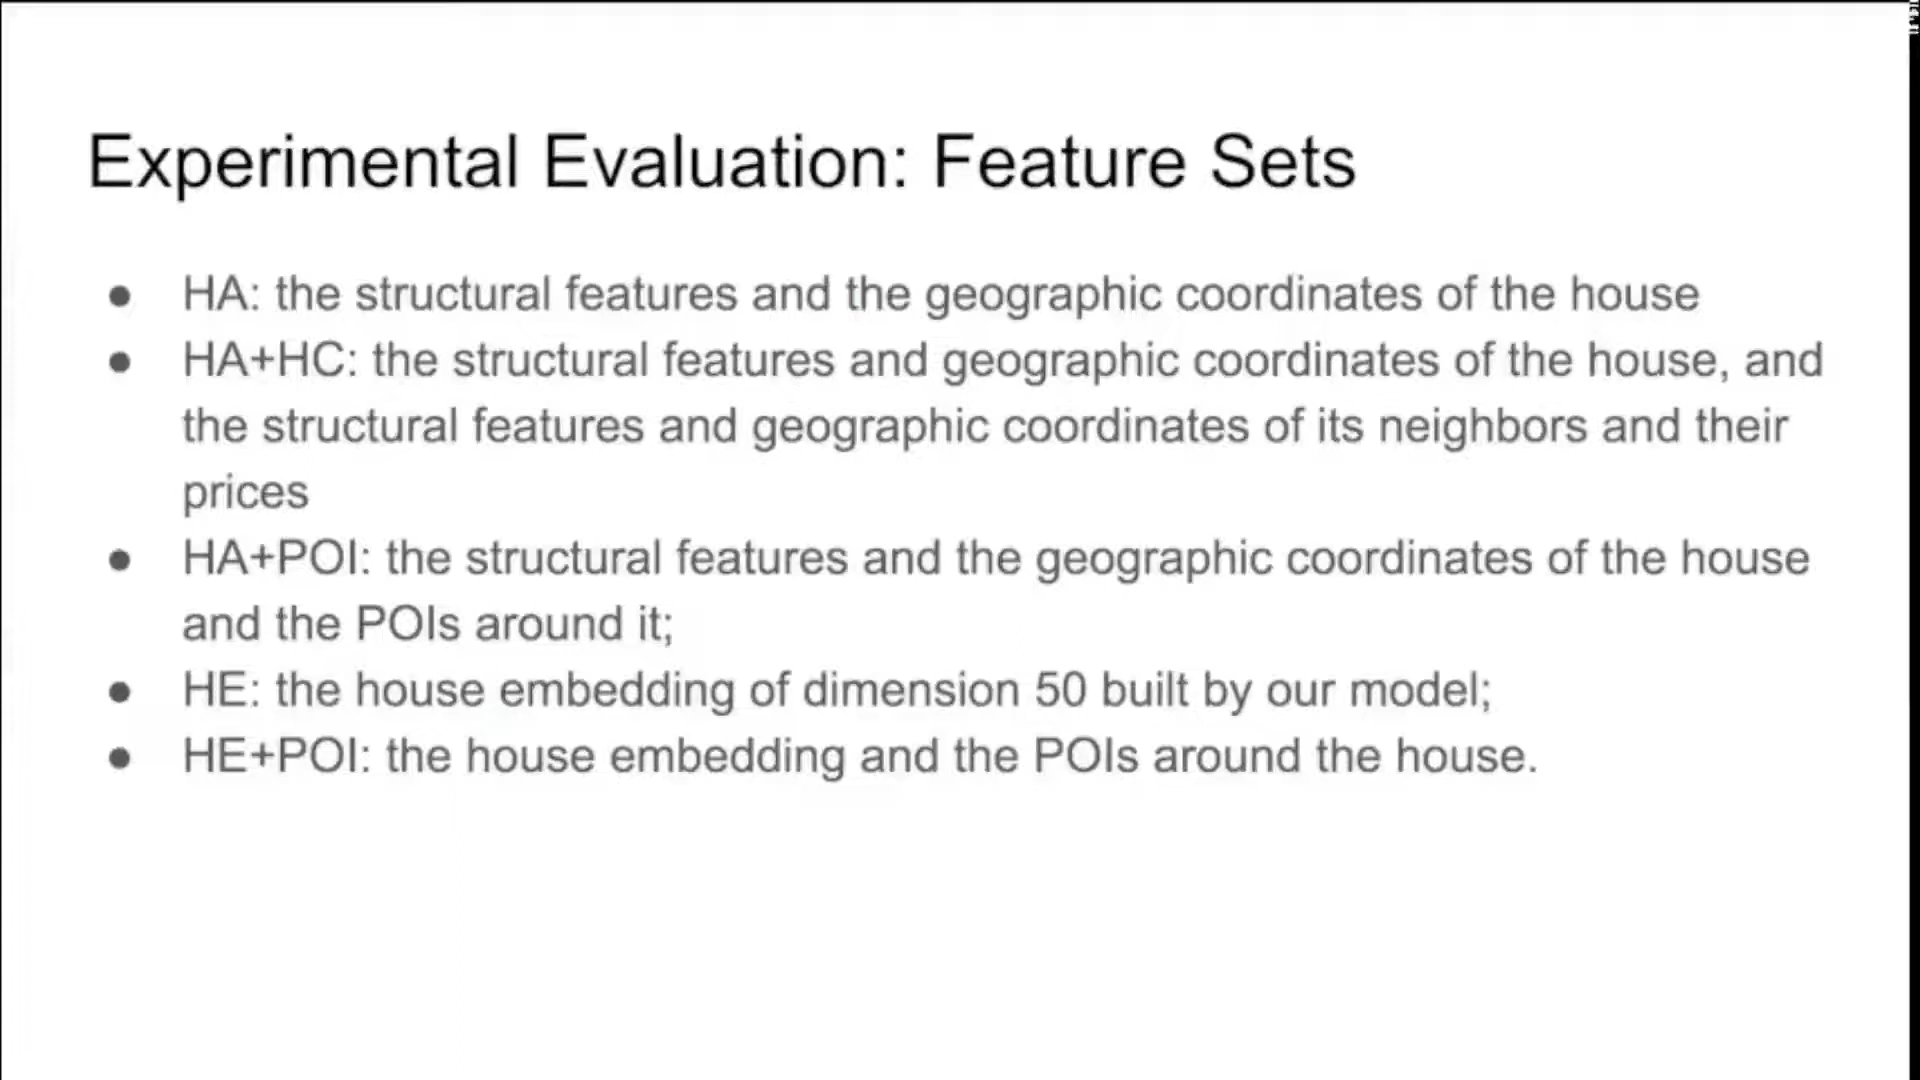 Experimental Evaluation: Feature Sets
● HA: the structural features and the geographic coordinates of the house
● HA+HC: the structural features and geographic coordinates of the house, and
the structural features and geographic coordinates of its neighbors and their
prices
● HA+POI: the structural features and the geographic coordinates of the house
and the POIs around it;
● HE: the house embedding of dimension 50 built by our model;
● HE+POI: the house embedding and the POIs around the house.